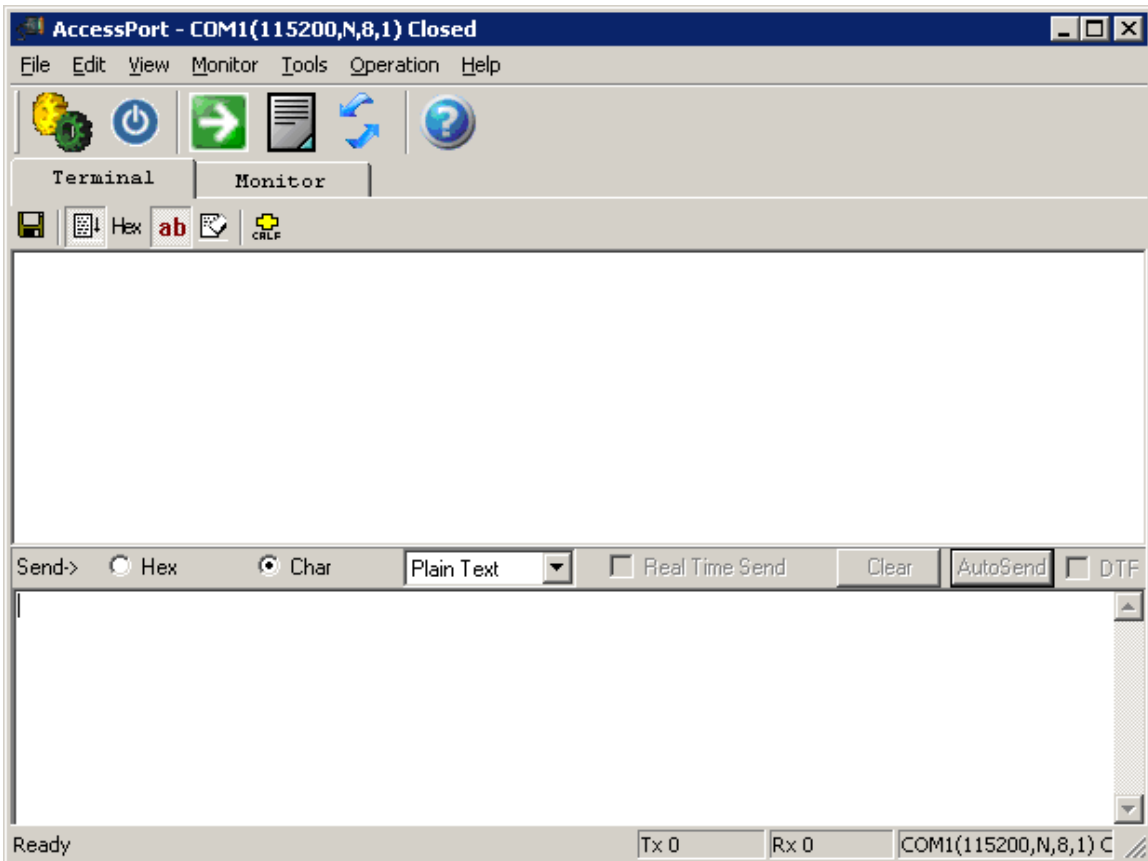 AccessPort - COM1(115200,N,8,1) Closed
File Edit View Monitor Tools Operation Help
Terminal Monitor
Hex ab CRLF
Send-> Hex Char Plain Text Real Time Send Clear AutoSend DTF
Ready Tx 0 Rx 0 COM1(115200,N,8,1) C